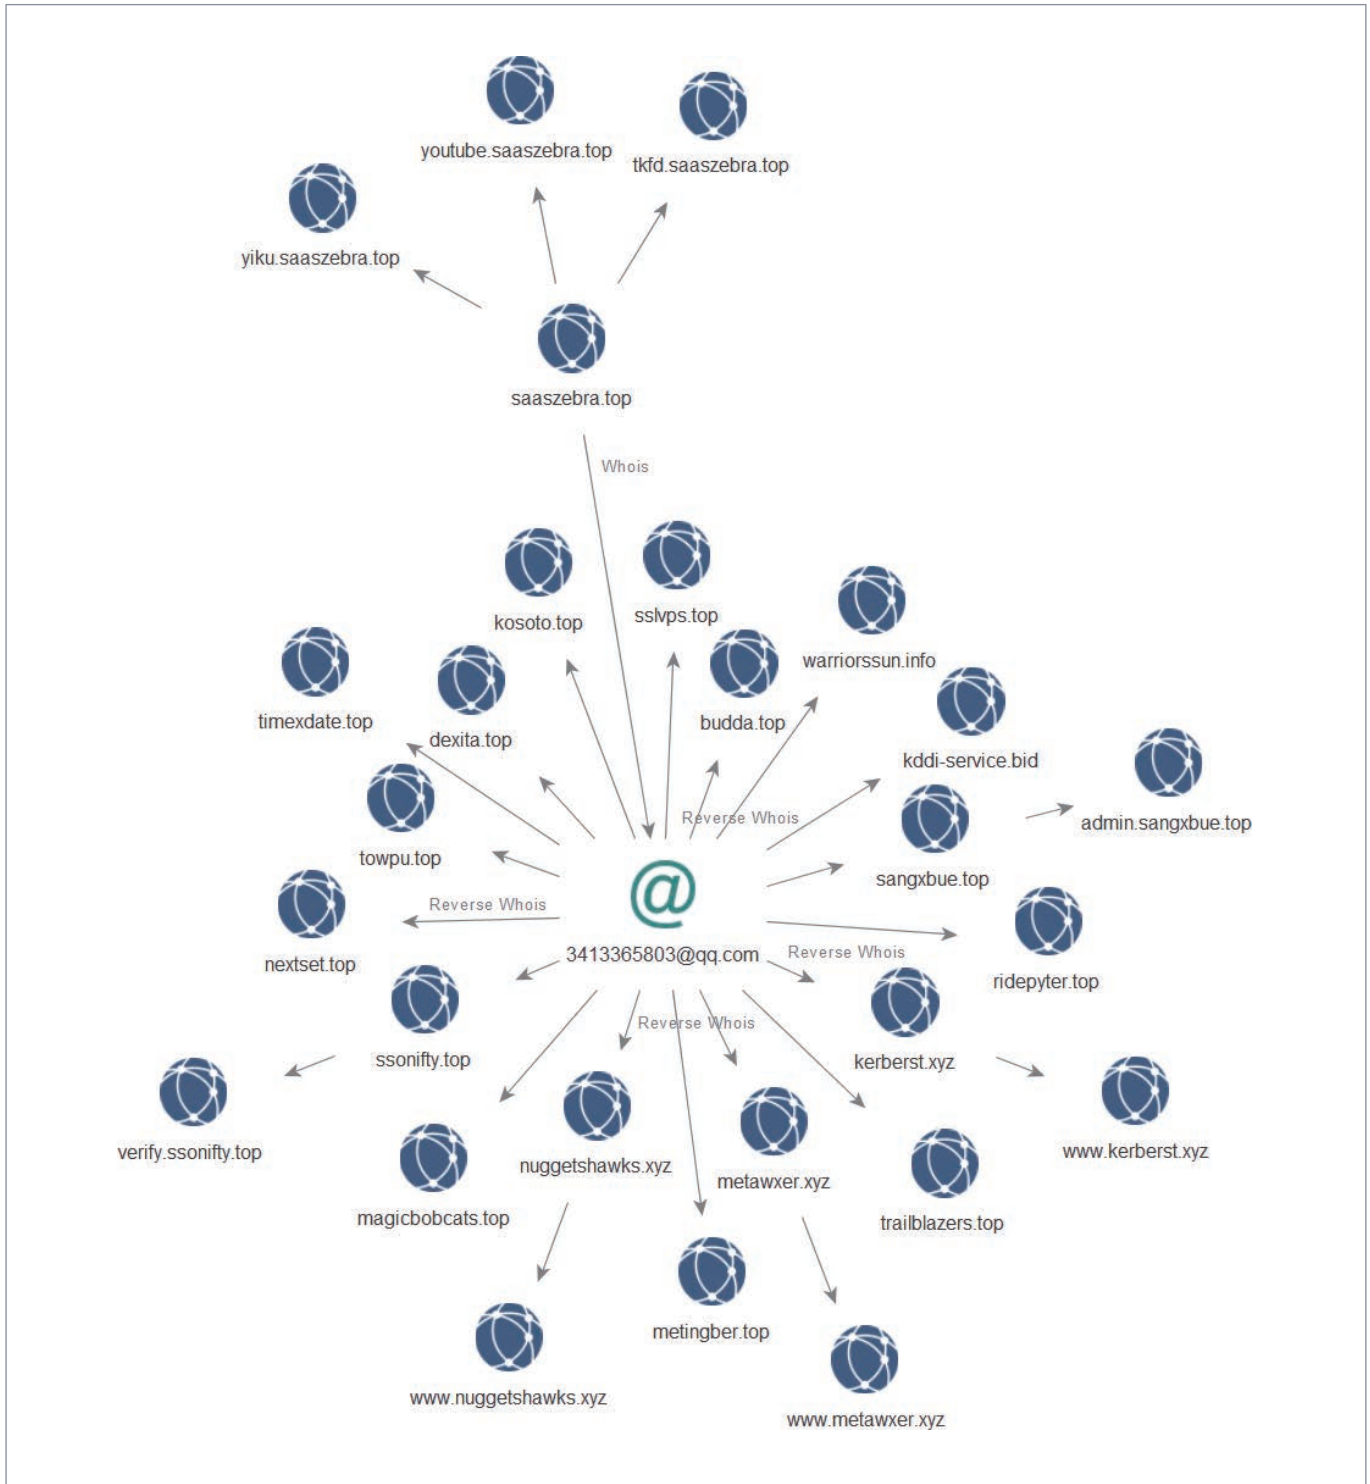 youtube.saaszebra.top
tkfd.saaszebra.top
yiku.saaszebra.top
saaszebra.top
Whois
kosoto.top
sslvps.top
warriorssun.info
timexdate.top
dexita.top
budda.top
kddi-service.bid
Reverse Whois
admin.sangxbue.top
towpu.top
sangxbue.top
@
Reverse Whois
3413365803@qq.com
Reverse Whois
nextset.top
ridepyter.top
Reverse Whois
ssonifty.top
kerberst.xyz
verify.ssonifty.top
www.kerberst.xyz
nuggetshawks.xyz
metawxer.xyz
magicbobcats.top
trailblazers.top
metingber.top
www.nuggetshawks.xyz
www.metawxer.xyz